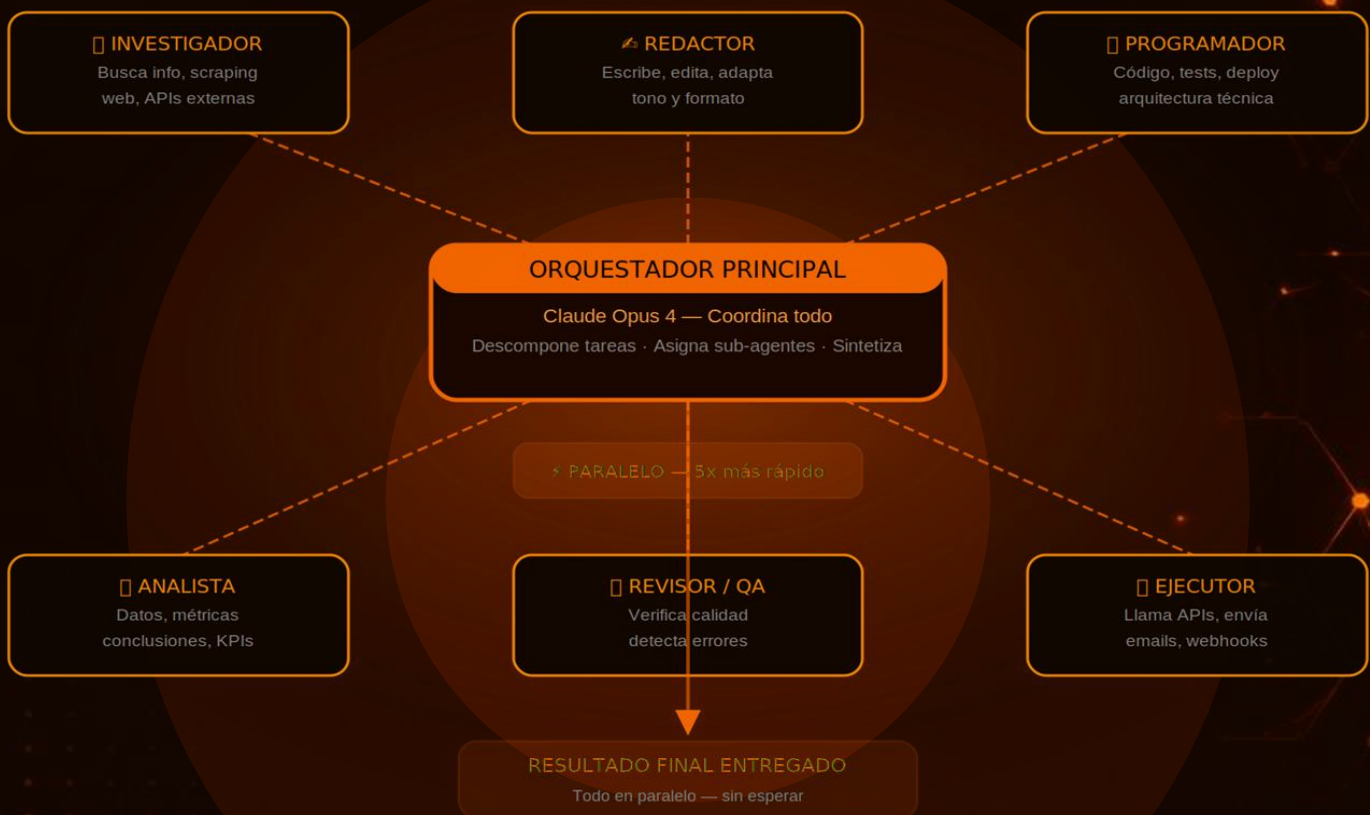 INVESTIGADOR
Busca info, scraping
web, APIs externas
✍ REDACTOR
Escribe, edita, adapta
tono y formato
PROGRAMADOR
Código, tests, deploy
arquitectura técnica
ORQUESTADOR PRINCIPAL
Claude Opus 4 — Coordina todo
Descompone tareas · Asigna sub-agentes · Sintetiza
⚡ PARALELO — 5x más rápido
ANALISTA
Datos, métricas
conclusiones, KPIs
REVISOR / QA
Verifica calidad
detecta errores
EJECUTOR
Llama APIs, envía
emails, webhooks
RESULTADO FINAL ENTREGADO
Todo en paralelo — sin esperar